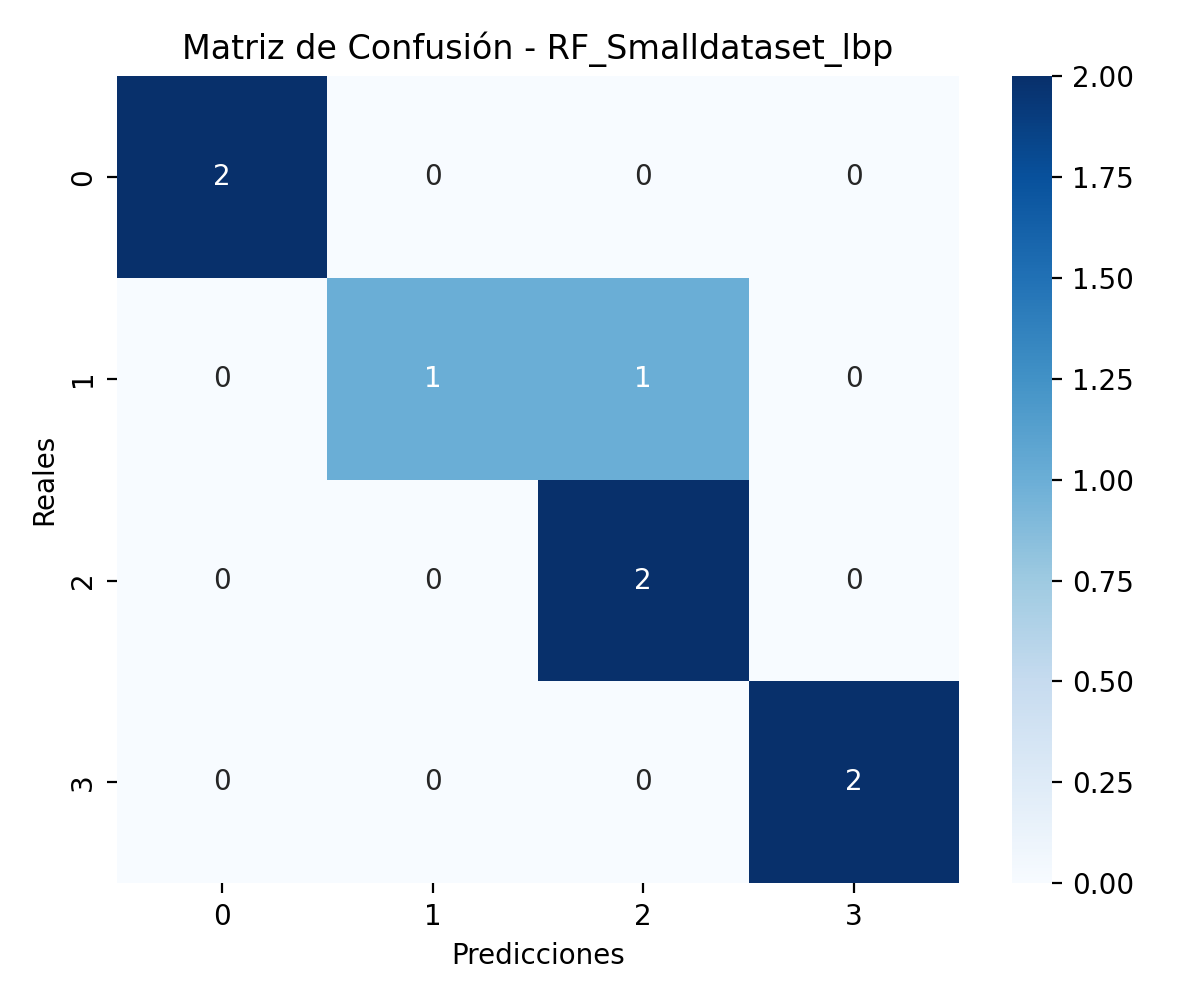 Matriz de Confusión - RF_Smalldataset_lbp
2.00
0 2 0 0 0
1.75
1.50
1 0 1 1 0
1.25
Reales
1.00
2 0 0 2 0
0.75
0.50
3 0 0 0 2
0.25
0.00
0 1 2 3
Predicciones